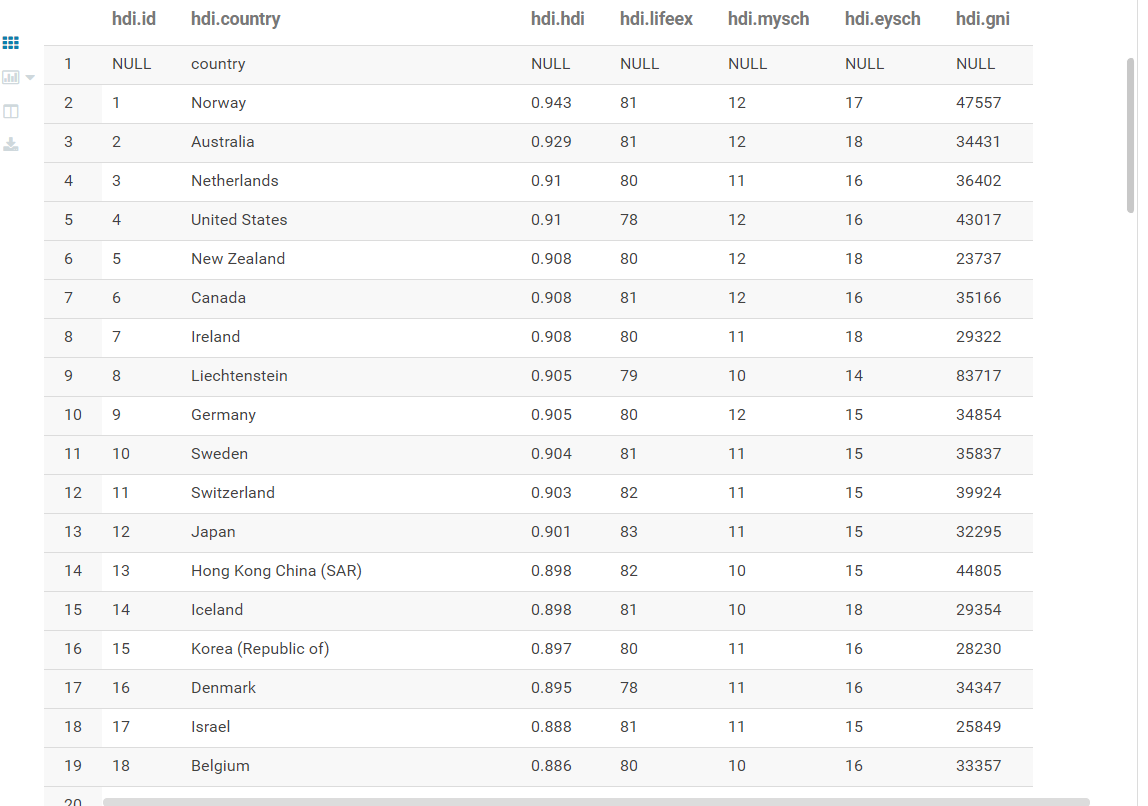 hdi.id hdi.country hdi.hdi hdi.lifeex hdi.mysch hdi.eysch hdi.gni
1 NULL country NULL NULL NULL NULL NULL
2 1 Norway 0.943 81 12 17 47557
3 2 Australia 0.929 81 12 18 34431
4 3 Netherlands 0.91 80 11 16 36402
5 4 United States 0.91 78 12 16 43017
6 5 New Zealand 0.908 80 12 18 23737
7 6 Canada 0.908 81 12 16 35166
8 7 Ireland 0.908 80 11 18 29322
9 8 Liechtenstein 0.905 79 10 14 83717
10 9 Germany 0.905 80 12 15 34854
11 10 Sweden 0.904 81 11 15 35837
12 11 Switzerland 0.903 82 11 15 39924
13 12 Japan 0.901 83 11 15 32295
14 13 Hong Kong China (SAR) 0.898 82 10 15 44805
15 14 Iceland 0.898 81 10 18 29354
16 15 Korea (Republic of) 0.897 80 11 16 28230
17 16 Denmark 0.895 78 11 16 34347
18 17 Israel 0.888 81 11 15 25849
19 18 Belgium 0.886 80 10 16 33357
20